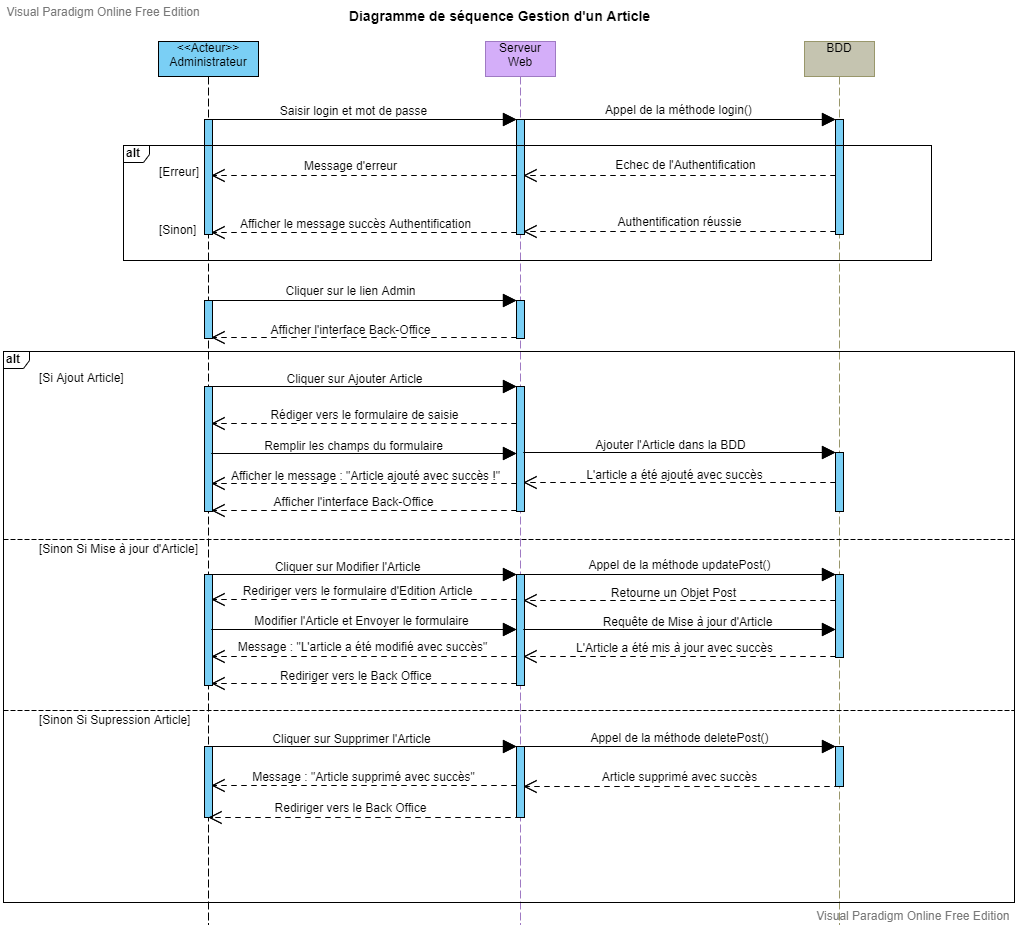 Visual Paradigm Online Free Edition
Diagramme de séquence Gestion d'un Article
<<Acteur>>
Administrateur
Serveur
Web
BDD
Saisir login et mot de passe
Appel de la méthode login()
alt
[Erreur]
Message d'erreur
Echec de l'Authentification
[Sinon]
Afficher le message succès Authentification
Authentification réussie
Cliquer sur le lien Admin
Afficher l'interface Back-Office
alt
[Si Ajout Article]
Cliquer sur Ajouter Article
Rédiger vers le formulaire de saisie
Remplir les champs du formulaire
Ajouter l'Article dans la BDD
Afficher le message : "Article ajouté avec succès !"
L'article a été ajouté avec succès
Afficher l'interface Back-Office
[Sinon Si Mise à jour d'Article]
Cliquer sur Modifier l'Article
Appel de la méthode updatePost()
Rediriger vers le formulaire d'Edition Article
Retourne un Objet Post
Modifier l'Article et Envoyer le formulaire
Requête de Mise à jour d'Article
Message : "L'article a été modifié avec succès"
L'Article a été mis à jour avec succès
Rediriger vers le Back Office
[Sinon Si Supression Article]
Cliquer sur Supprimer l'Article
Appel de la méthode deletePost()
Message : "Article supprimé avec succès"
Article supprimé avec succès
Rediriger vers le Back Office
Visual Paradigm Online Free Edition